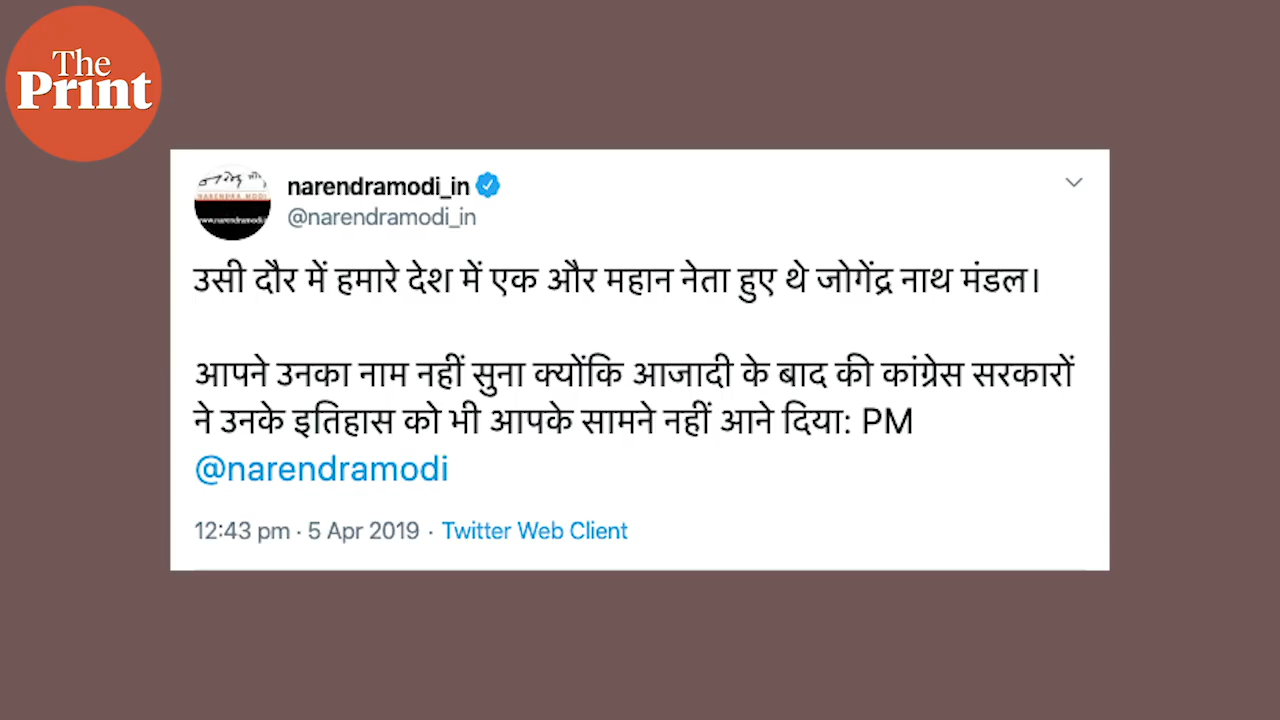 The
Print
narendramodi_in
@narendramodi_in
उसी दौर में हमारे देश में एक और महान नेता हुए थे जोगेंद्र नाथ मंडल।
आपने उनका नाम नहीं सुना क्योंकि आजादी के बाद की कांग्रेस सरकारों
ने उनके इतिहास को भी आपके सामने नहीं आने दिया: PM
@narendramodi
12:43 pm · 5 Apr 2019 · Twitter Web Client